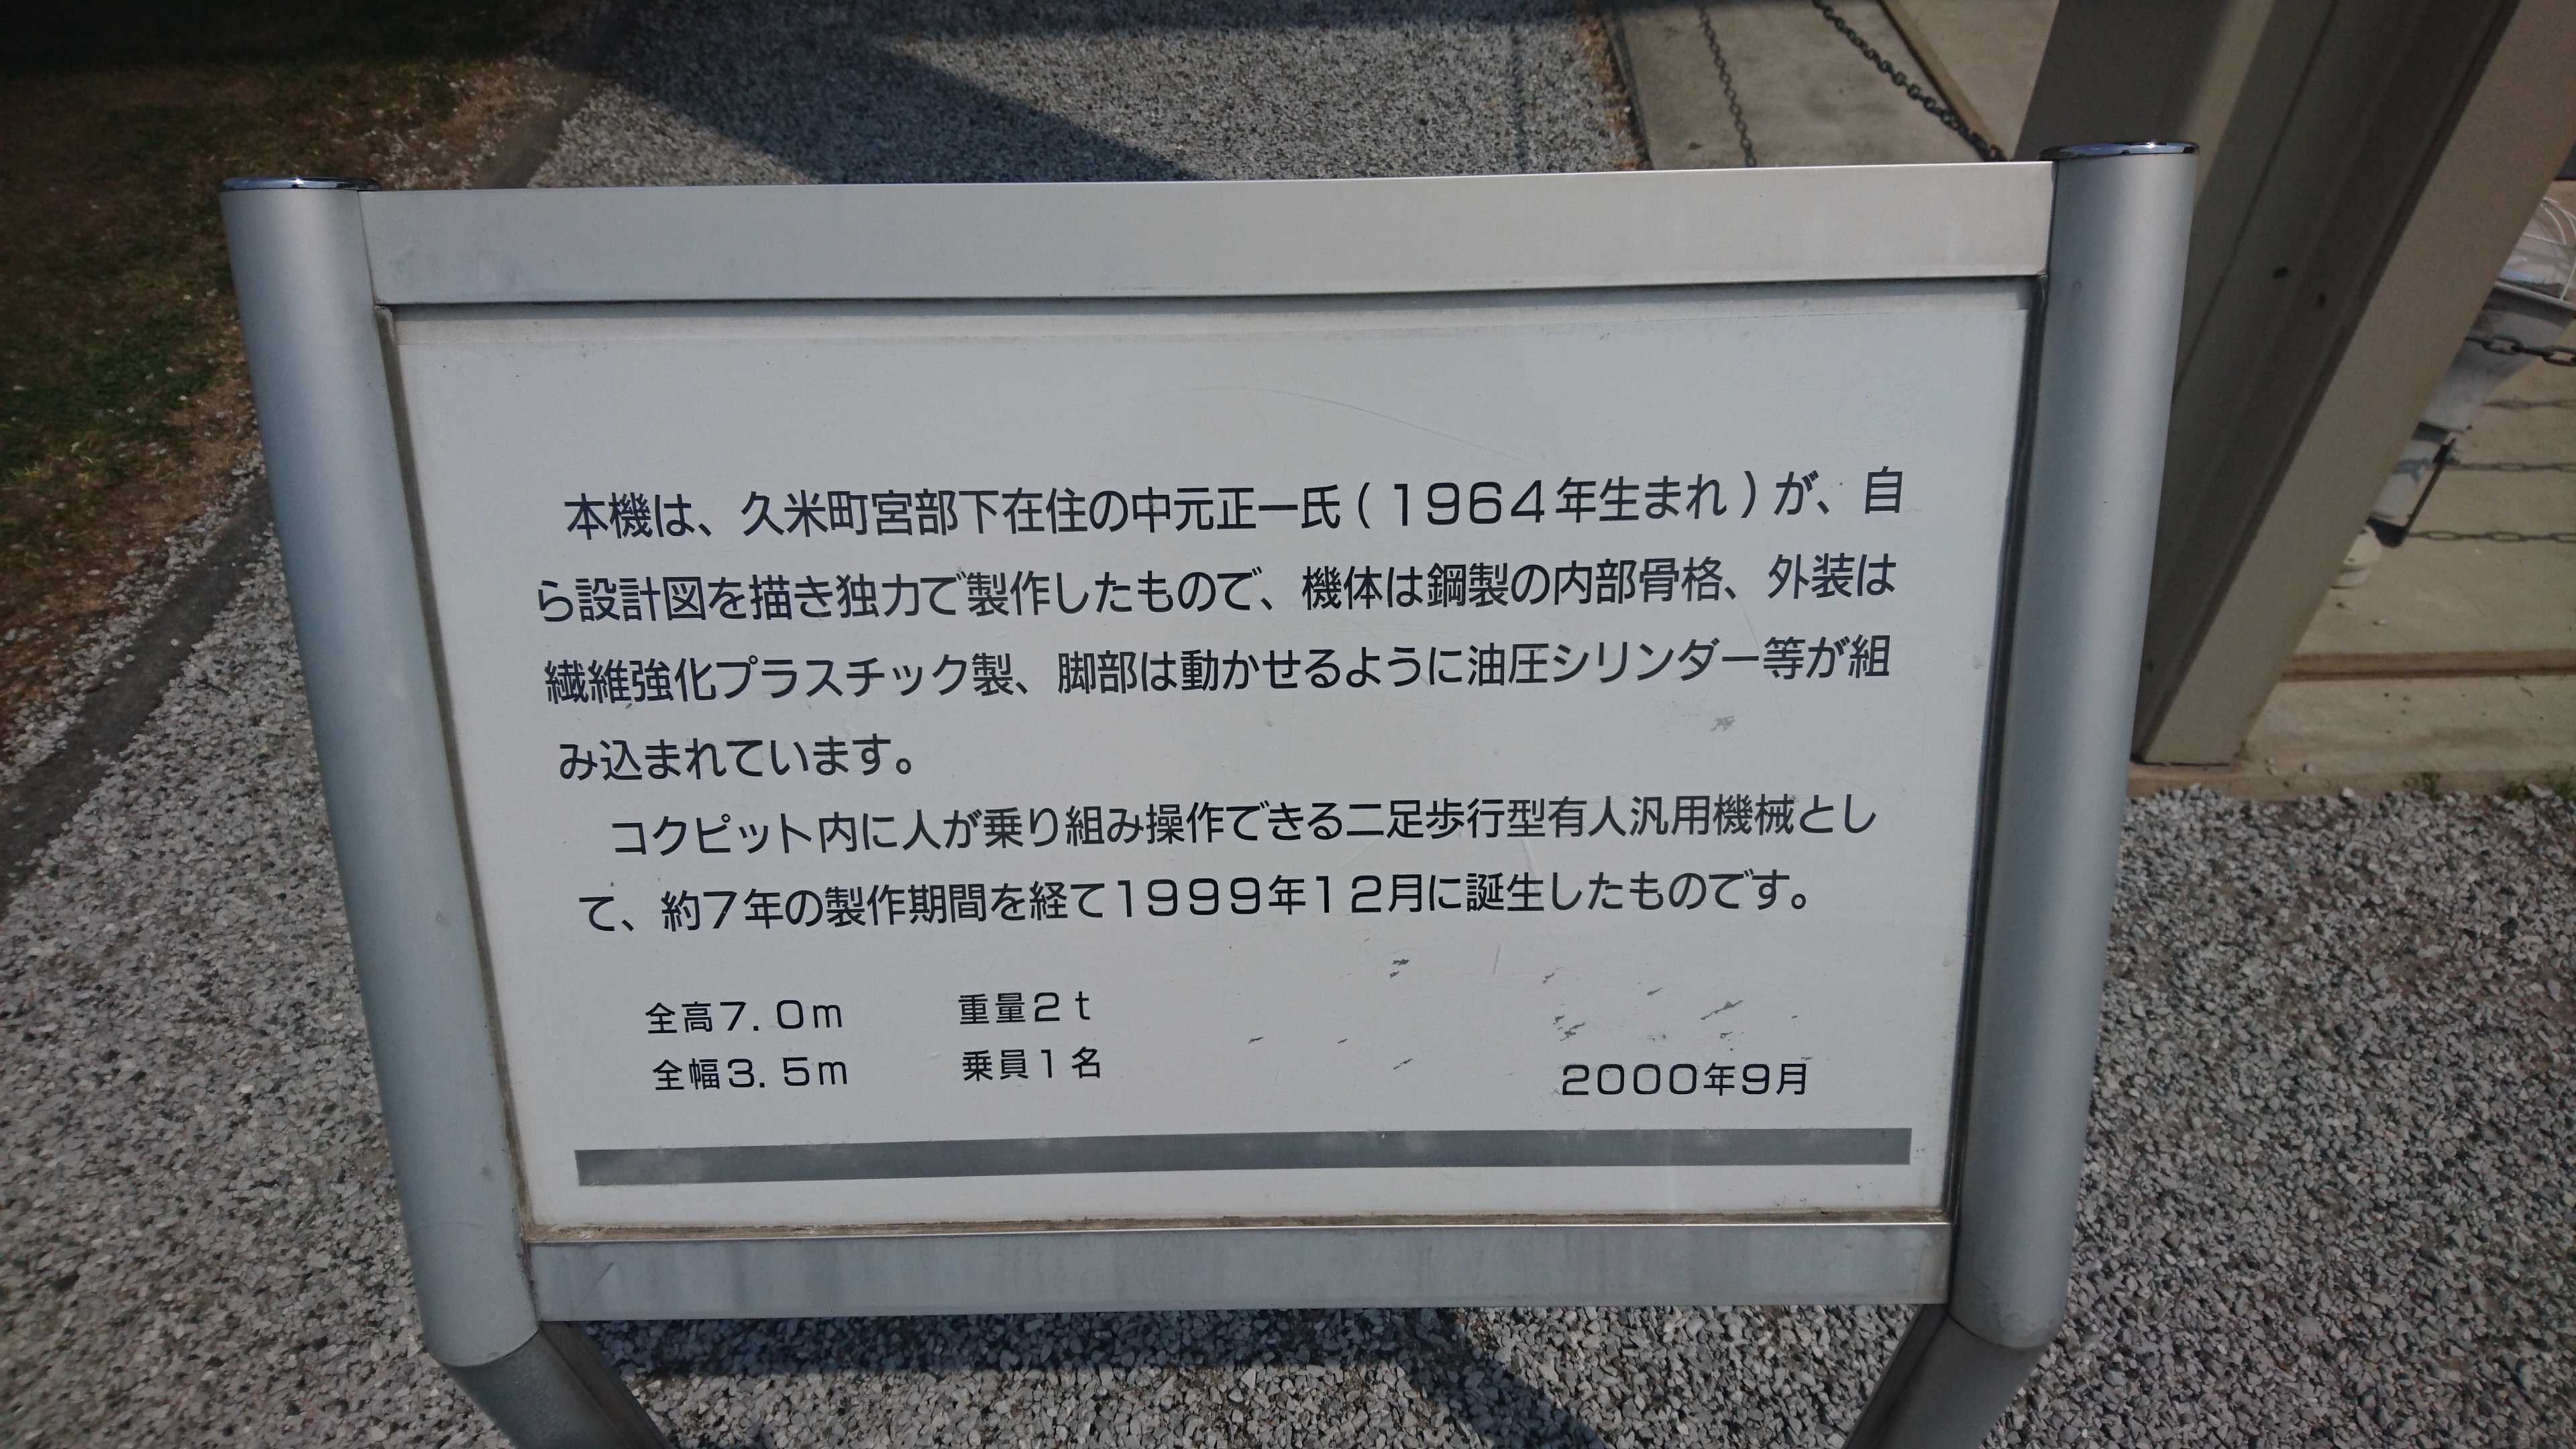 本機は、久米町宮部下在住の中元正一氏(1964年生まれ)が、自
ら設計図を描き独力で製作したもので、機体は鋼製の内部骨格、外装は
繊維強化プラスチック製、脚部は動かせるように油圧シリンダー等が組
み込まれています。
コクピット内に人が乗り組み操作できる二足歩行型有人汎用機械とし
て、約7年の製作期間を経て1999年12月に誕生したものです。
全高7.0m 重量2t
全幅3.5m 乗員1名
2000年9月